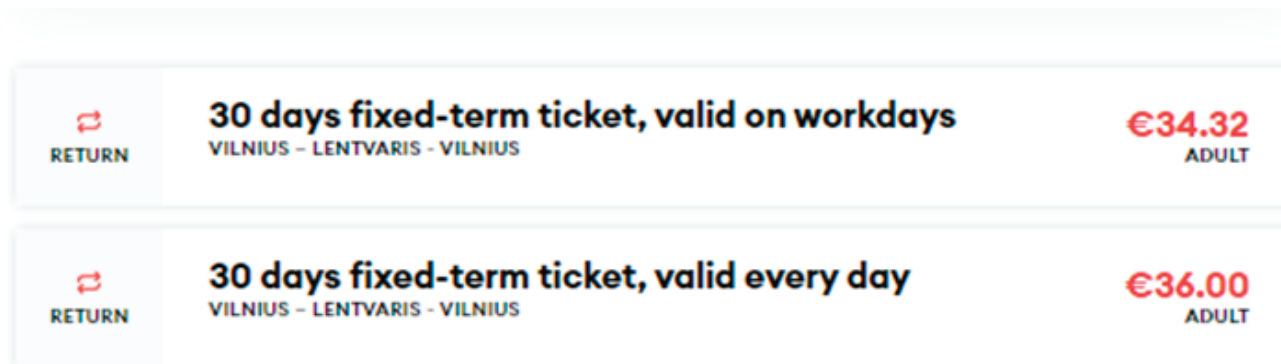 30 days fixed-term ticket, valid on workdays
VILNIUS – LENTVARIS - VILNIUS
RETURN
€34.32
ADULT
30 days fixed-term ticket, valid every day
VILNIUS – LENTVARIS - VILNIUS
RETURN
€36.00
ADULT